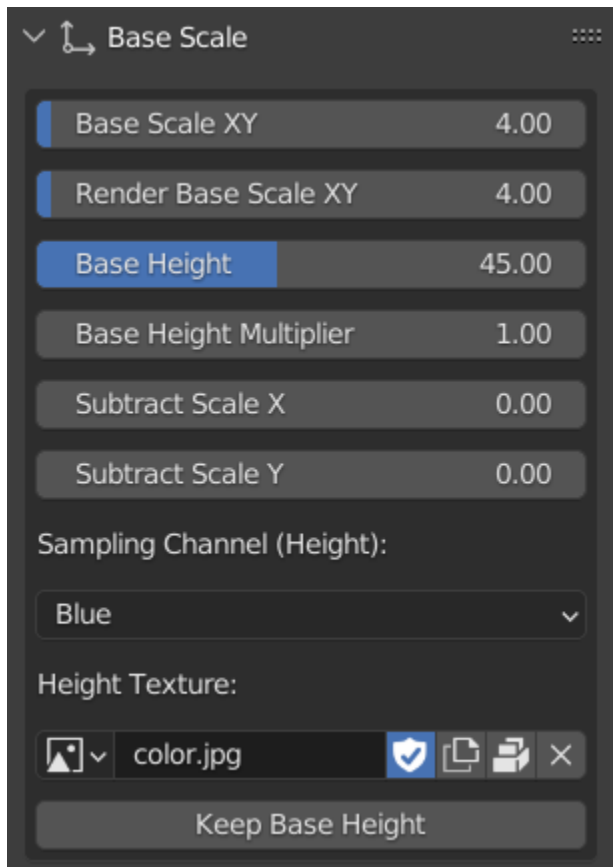 Base Scale
Base Scale XY 4.00
Render Base Scale XY 4.00
Base Height 45.00
Base Height Multiplier 1.00
Subtract Scale X 0.00
Subtract Scale Y 0.00
Sampling Channel (Height):
Blue
Height Texture:
color.jpg
Keep Base Height